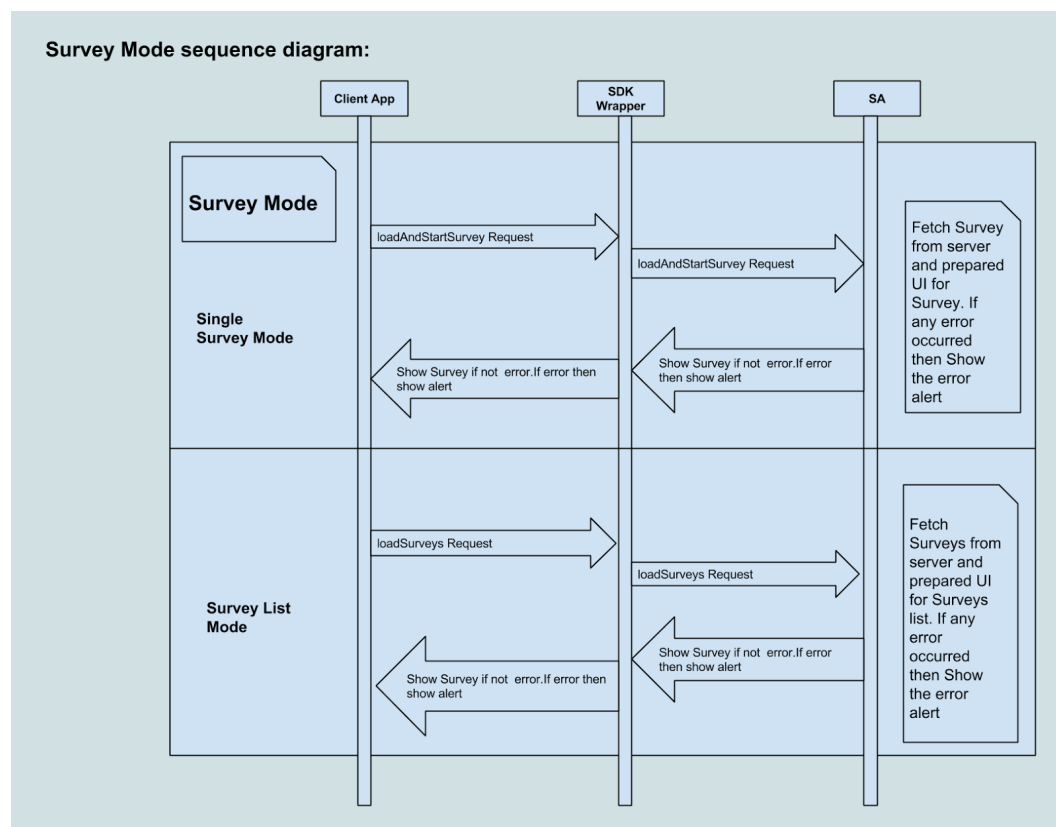 Survey Mode sequence diagram:
Client App
SDK
Wrapper
SA
Survey Mode
loadAndStartSurvey Request
loadAndStartSurvey Request
Fetch Survey
from server
and prepared
UI for
Survey. If
any error
occurred
then Show
the error
alert
Single
Survey Mode
Show Survey if not  error.If error then
show alert
Show Survey if not  error.If error
then show alert
loadSurveys Request
loadSurveys Request
Fetch
Surveys from
server and
prepared UI
for Surveys
list. If any
error
occurred
then Show
the error
alert
Survey List
Mode
Show Survey if not  error.If error then
show alert
Show Survey if not  error.If error
then show alert